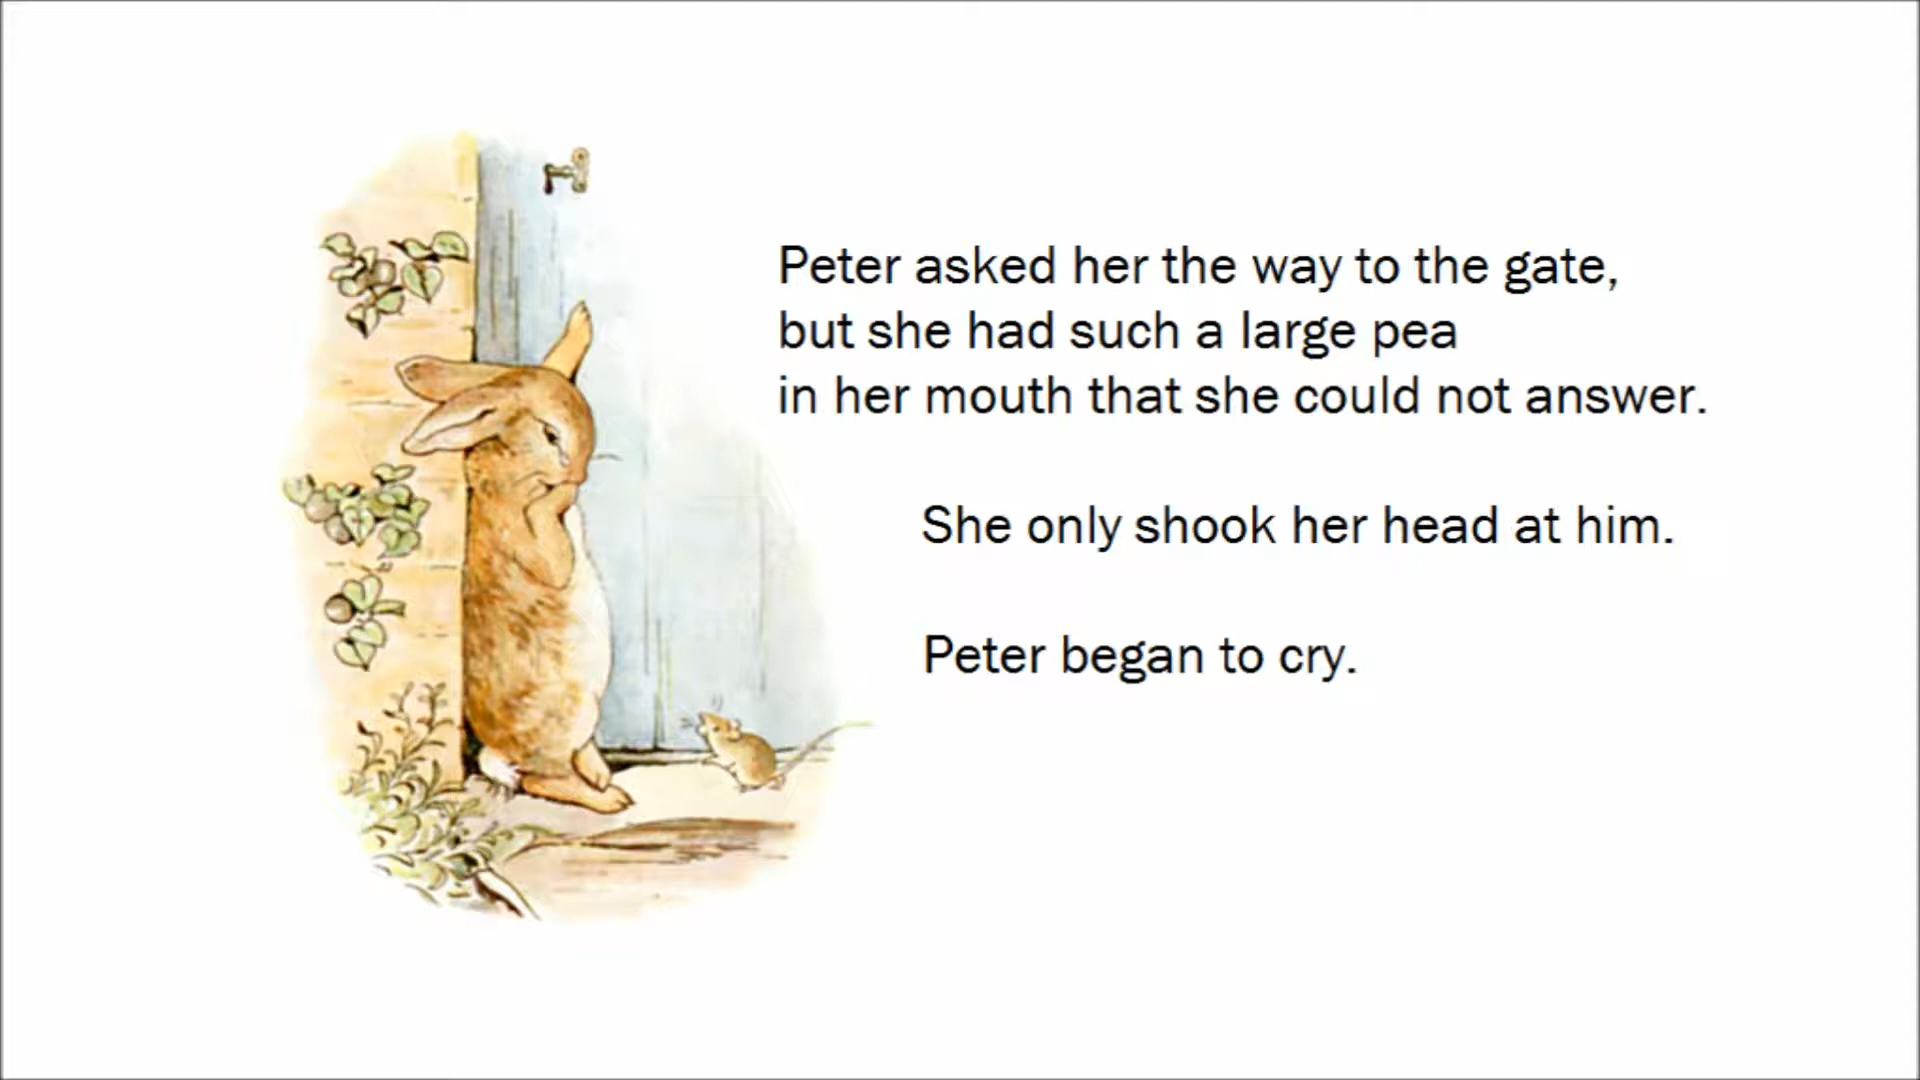 Peter asked her the way to the gate,
but she had such a large pea
in her mouth that she could not answer.
She only shook her head at him.
Peter began to cry.